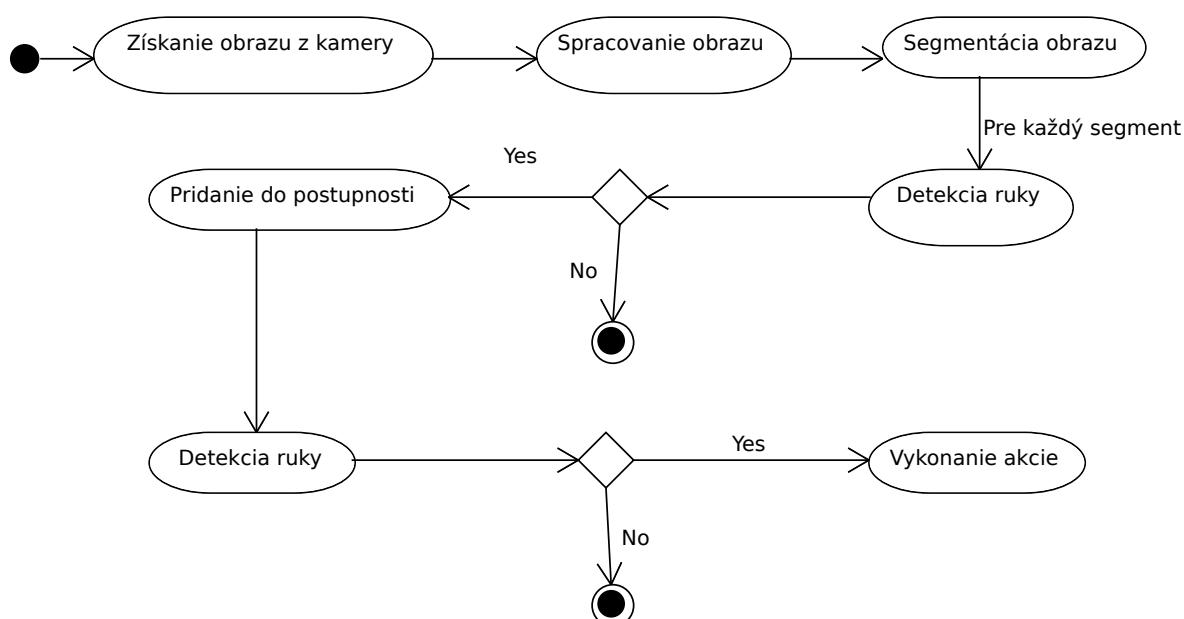 Získanie obrazu z kamery
Spracovanie obrazu
Segmentácia obrazu
Pre každý segment
Yes
Pridanie do postupnosti
Detekcia ruky
No
Detekcia ruky
Yes
Vykonanie akcie
No